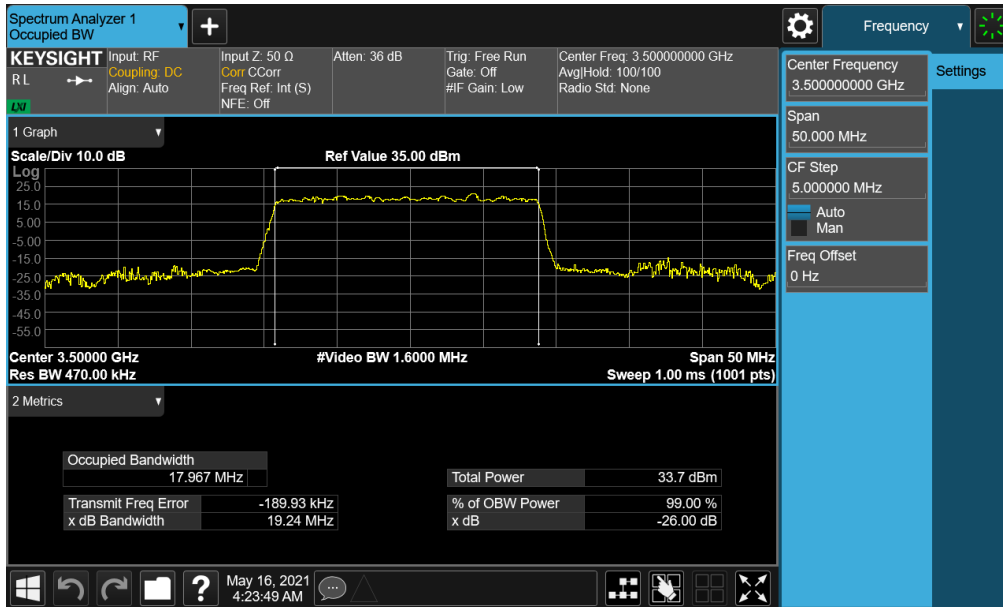 Spectrum Analyzer 1
Occupied BW
+
Frequency
KEYSIGHT
R L
LXI
Input: RF
Coupling: DC
Align: Auto
Input Z: 50 Ω
Corr CCorr
Freq Ref: Int (S)
NFE: Off
Atten: 36 dB
Trig: Free Run
Gate: Off
#IF Gain: Low
Center Freq: 3.500000000 GHz
Avg|Hold: 100/100
Radio Std: None
Center Frequency
3.500000000 GHz
Settings
Span
50.000 MHz
CF Step
5.000000 MHz
Auto
Man
Freq Offset
0 Hz
1 Graph
Scale/Div 10.0 dB
Ref Value 35.00 dBm
Log
25.0
15.0
5.00
-5.00
-15.0
-25.0
-35.0
-45.0
-55.0
Center 3.50000 GHz
#Video BW 1.6000 MHz
Span 50 MHz
Res BW 470.00 kHz
Sweep 1.00 ms (1001 pts)
2 Metrics
Occupied Bandwidth
17.967 MHz
Total Power 33.7 dBm
Transmit Freq Error -189.93 kHz
% of OBW Power 99.00 %
x dB Bandwidth 19.24 MHz
x dB -26.00 dB
?
May 16, 2021
4:23:49 AM